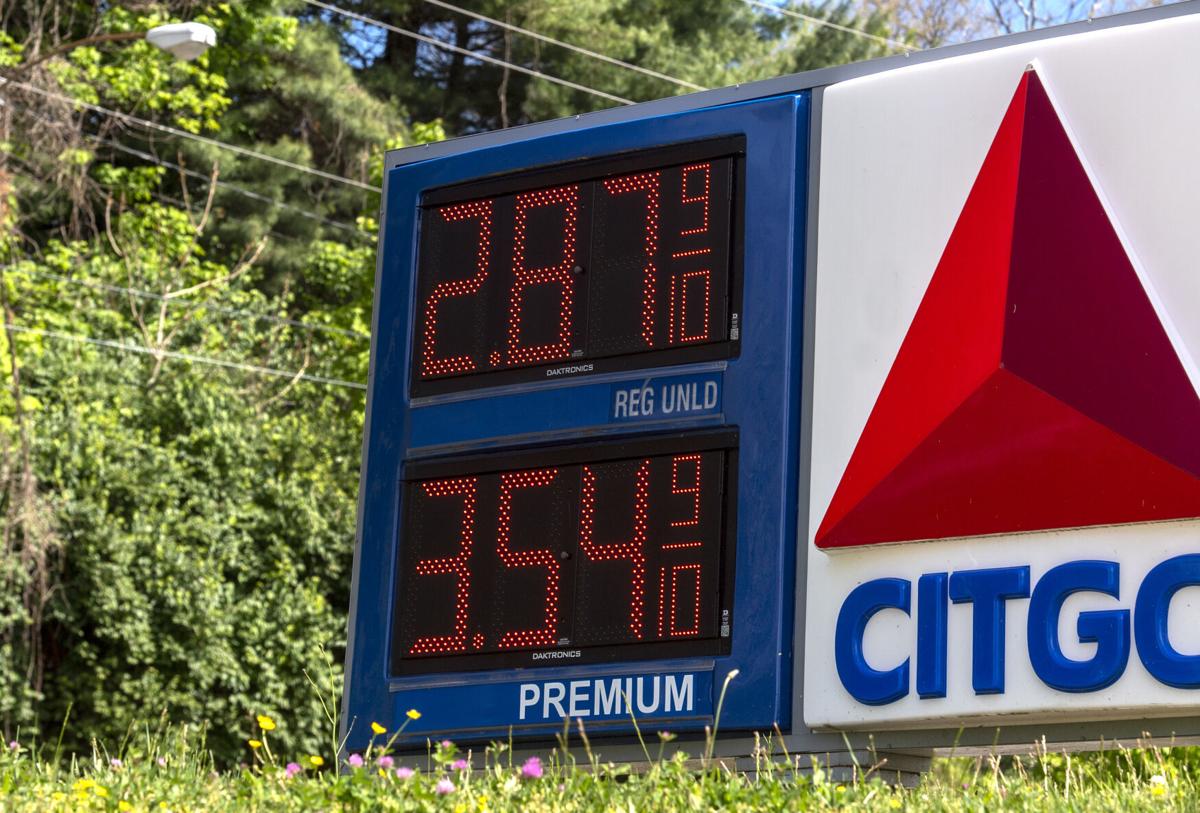 2.87 9/10
DAKTRONICS
REG UNLD
3.54 9/10
DAKTRONICS
PREMIUM
CITGO